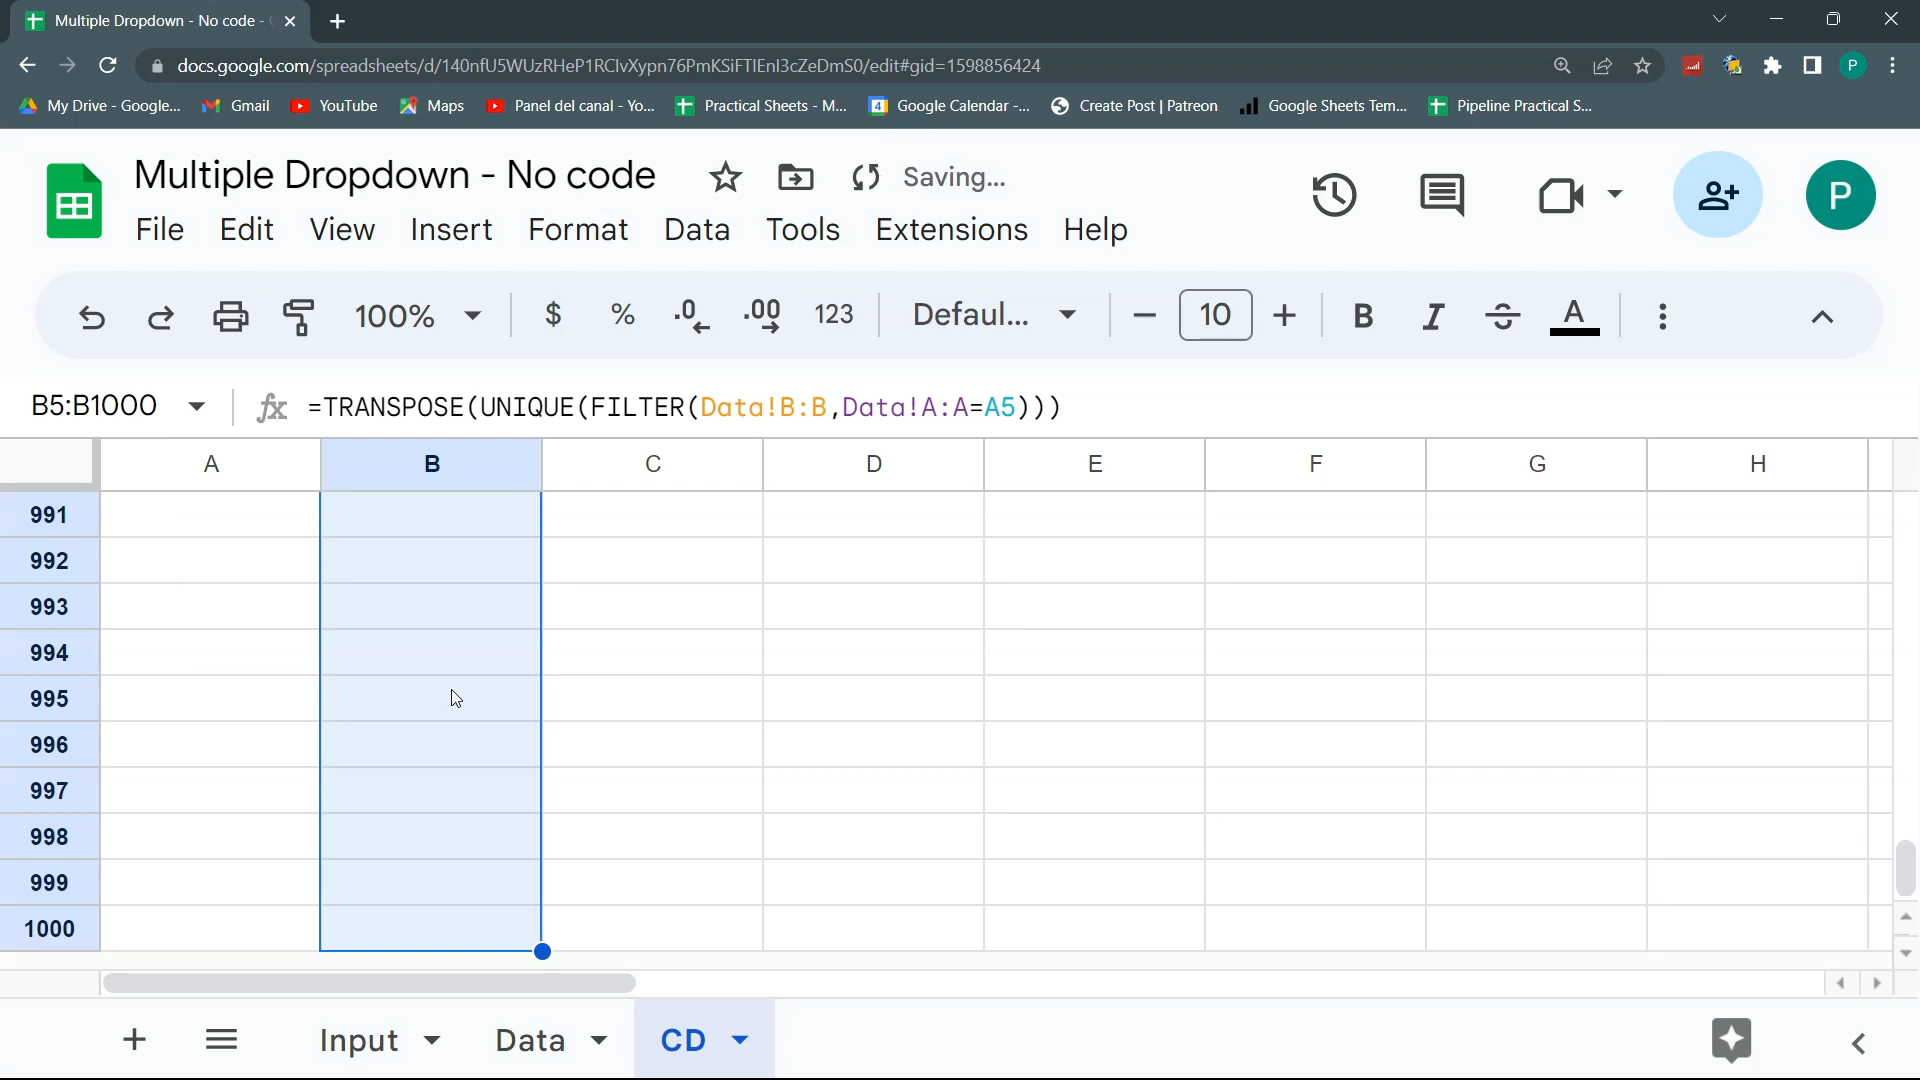 Multiple Dropdown - No code -
docs.google.com/spreadsheets/d/140nfU5WUzRHeP1RClvXypn76PmKSiFTIEnI3cZeDmS0/edit#gid=1598856424
P
My Drive - Google... Gmail YouTube Maps Panel del canal - Yo... Practical Sheets - M... 4 Google Calendar -... Create Post | Patreon Google Sheets Tem... Pipeline Practical S...
Multiple Dropdown - No code Saving...
File Edit View Insert Format Data Tools Extensions Help
P
100% $ % .0 .00 123 Defaul... 10 B I S A
B5:B1000 fx =TRANSPOSE(UNIQUE(FILTER(Data!B:B,Data!A:A=A5)))
A B C D E F G H
991
992
993
994
995
996
997
998
999
1000
Input Data CD